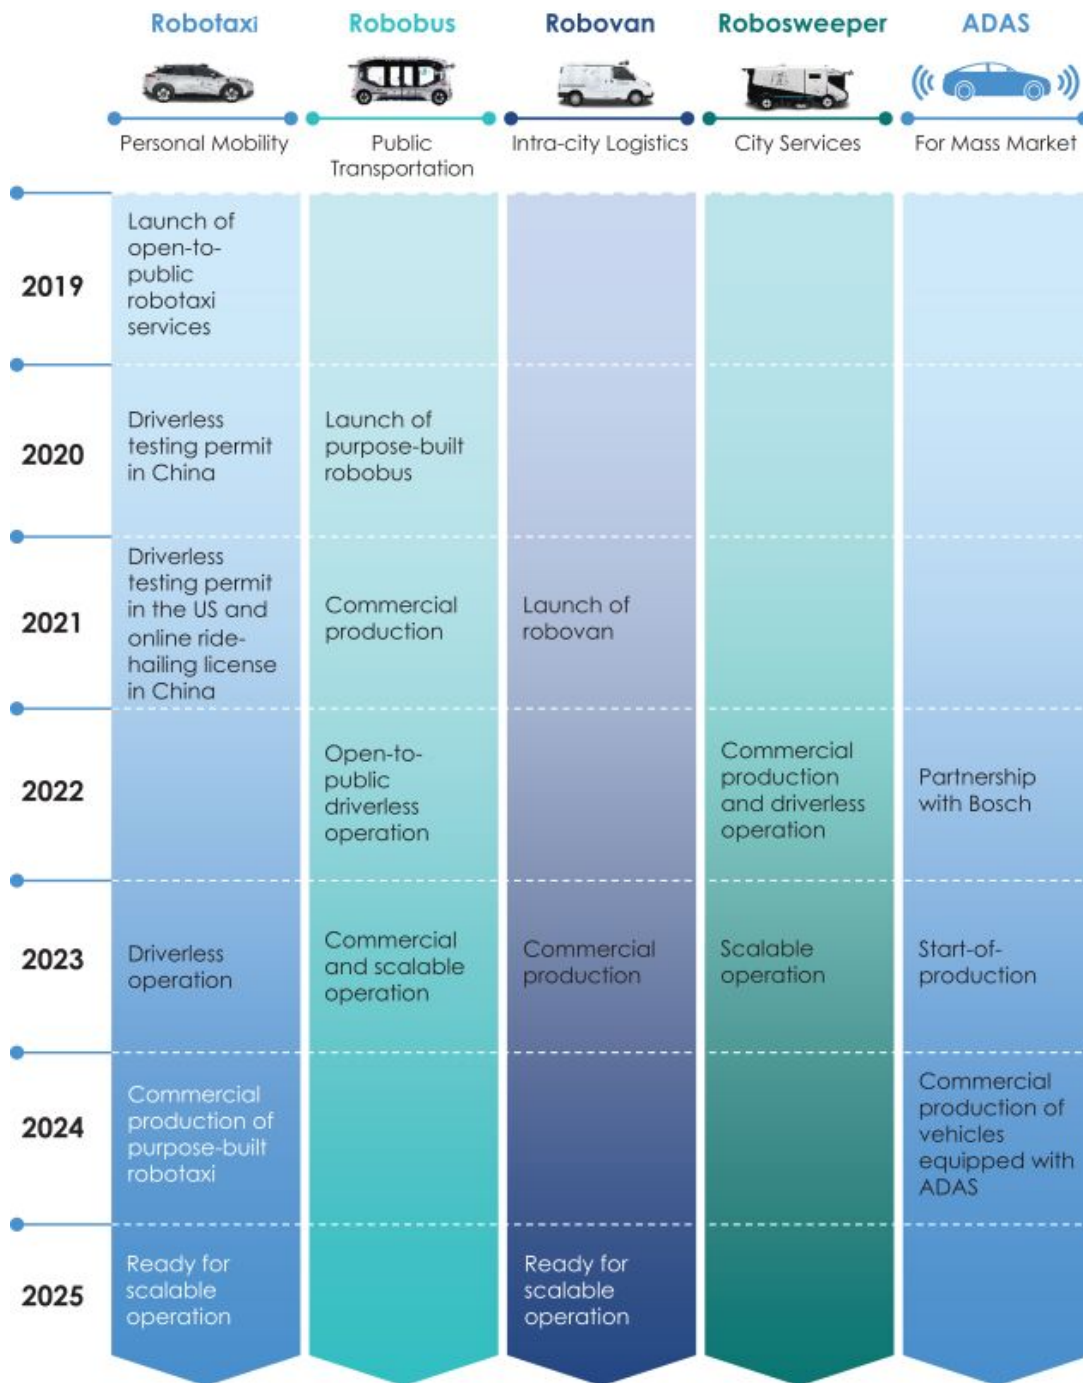 Robotaxi
Robobus
Robovan
Robosweeper
ADAS
Personal Mobility
Public
Transportation
Intra-city Logistics
City Services
For Mass Market
2019
Launch of
open-to-
public
robotaxi
services
2020
Driverless
testing permit
in China
Launch of
purpose-built
robobus
2021
Driverless
testing permit
in the US and
online ride-
hailing license
in China
Commercial
production
Launch of
robovan
2022
Open-to-
public
driverless
operation
Commercial
production
and driverless
operation
Partnership
with Bosch
2023
Driverless
operation
Commercial
and scalable
operation
Commercial
production
Scalable
operation
Start-of-
production
2024
Commercial
production of
purpose-built
robotaxi
Commercial
production of
vehicles
equipped with
ADAS
2025
Ready for
scalable
operation
Ready for
scalable
operation